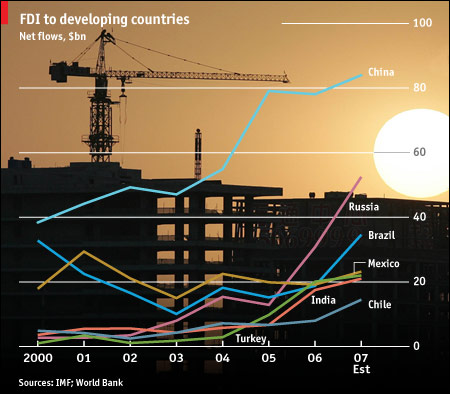 FDI to developing countries
Net flows, $bn
100
China
80
60
Russia
40
Brazil
Mexico
20
India
Chile
Turkey
0
2000 01 02 03 04 05 06 07
Est
Sources: IMF; World Bank